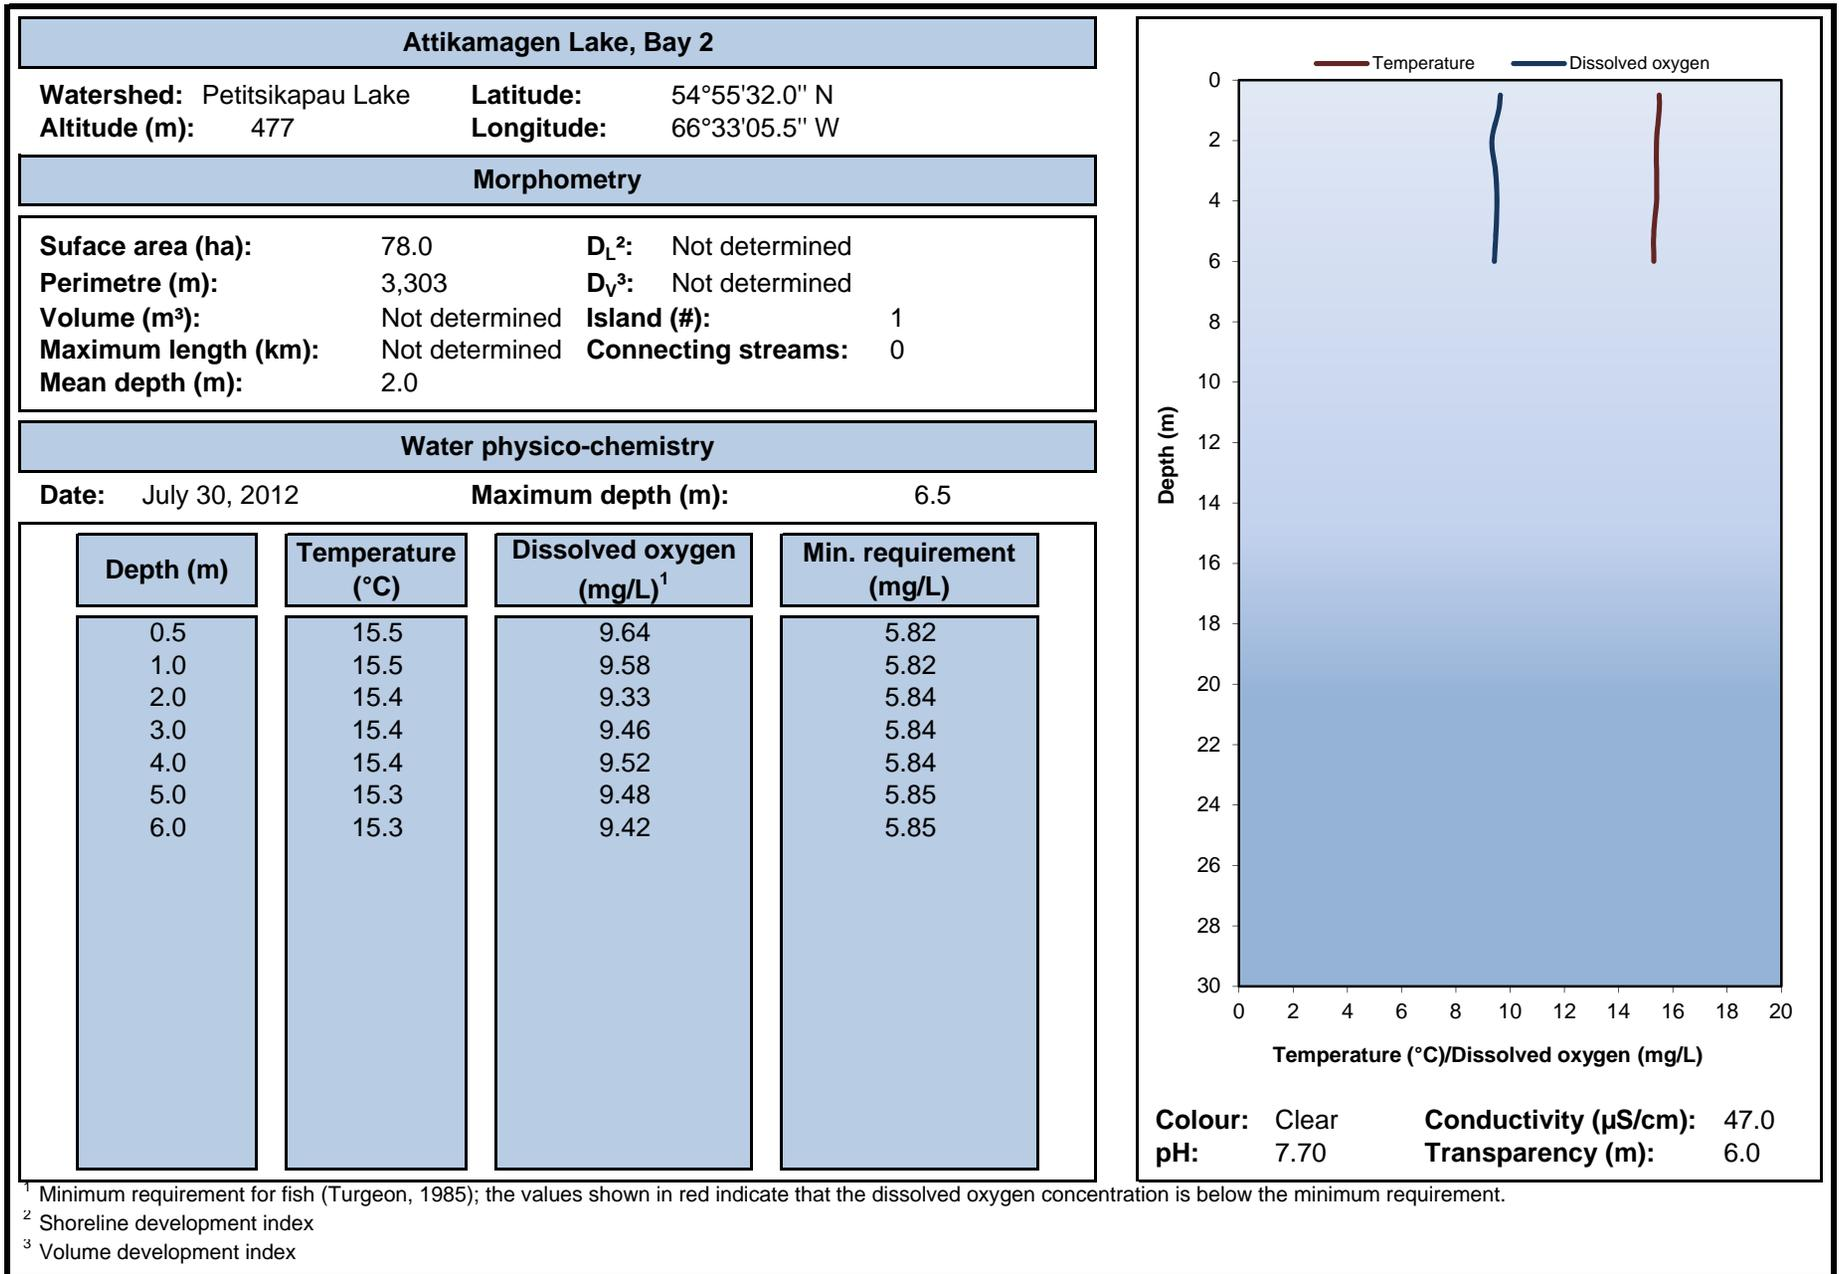 Attikamagen Lake, Bay 2
Watershed: Petitsikapau Lake Latitude: 54°55'32.0" N
Altitude (m): 477 Longitude: 66°33'05.5" W
Morphometry
Suface area (ha): 78.0 DL²: Not determined
Perimetre (m): 3,303 DV³: Not determined
Volume (m³): Not determined Island (#): 1
Maximum length (km): Not determined Connecting streams: 0
Mean depth (m): 2.0
Water physico-chemistry
Date: July 30, 2012 Maximum depth (m): 6.5
Depth (m) Temperature (°C) Dissolved oxygen (mg/L)¹ Min. requirement (mg/L)
0.5 15.5 9.64 5.82
1.0 15.5 9.58 5.82
2.0 15.4 9.33 5.84
3.0 15.4 9.46 5.84
4.0 15.4 9.52 5.84
5.0 15.3 9.48 5.85
6.0 15.3 9.42 5.85
Temperature Dissolved oxygen
0
2
4
6
8
10
12
14
16
18
20
22
24
26
28
30
Depth (m)
0 2 4 6 8 10 12 14 16 18 20
Temperature (°C)/Dissolved oxygen (mg/L)
Colour: Clear Conductivity (µS/cm): 47.0
pH: 7.70 Transparency (m): 6.0
¹ Minimum requirement for fish (Turgeon, 1985); the values shown in red indicate that the dissolved oxygen concentration is below the minimum requirement.
² Shoreline development index
³ Volume development index